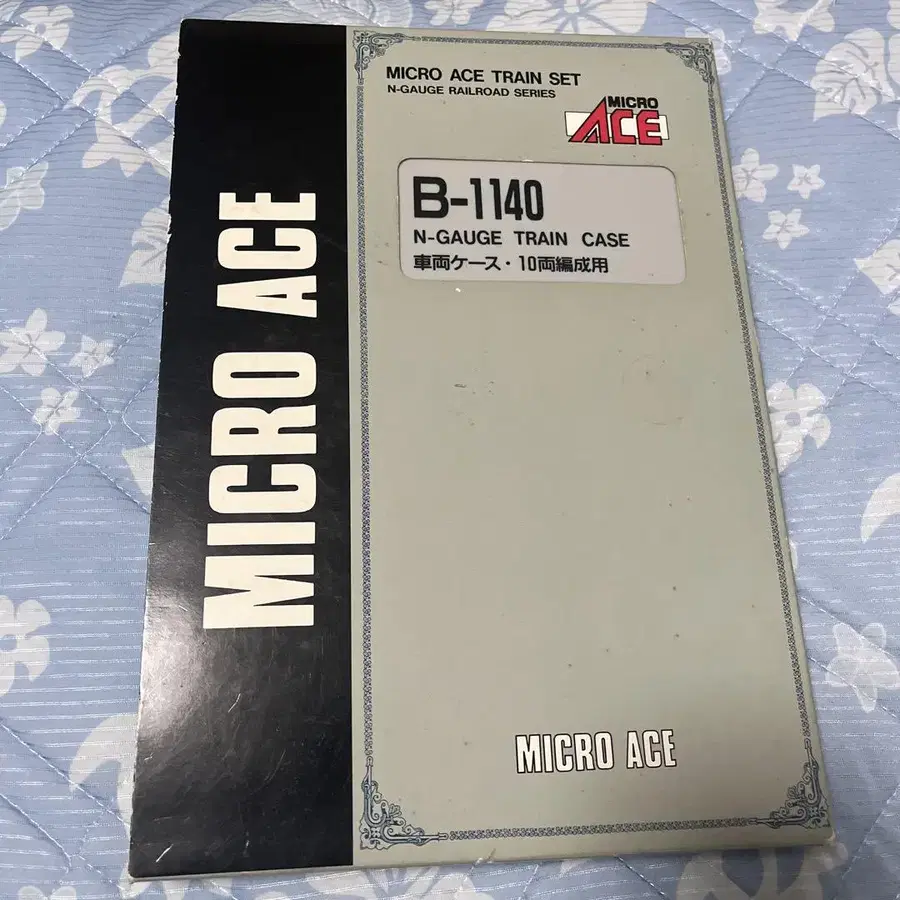 MICRO ACE
MICRO ACE TRAIN SET
N-GAUGE RAILROAD SERIES
MICRO
ACE
B-1140
N-GAUGE TRAIN CASE
車両ケース・10両編成用
MICRO ACE